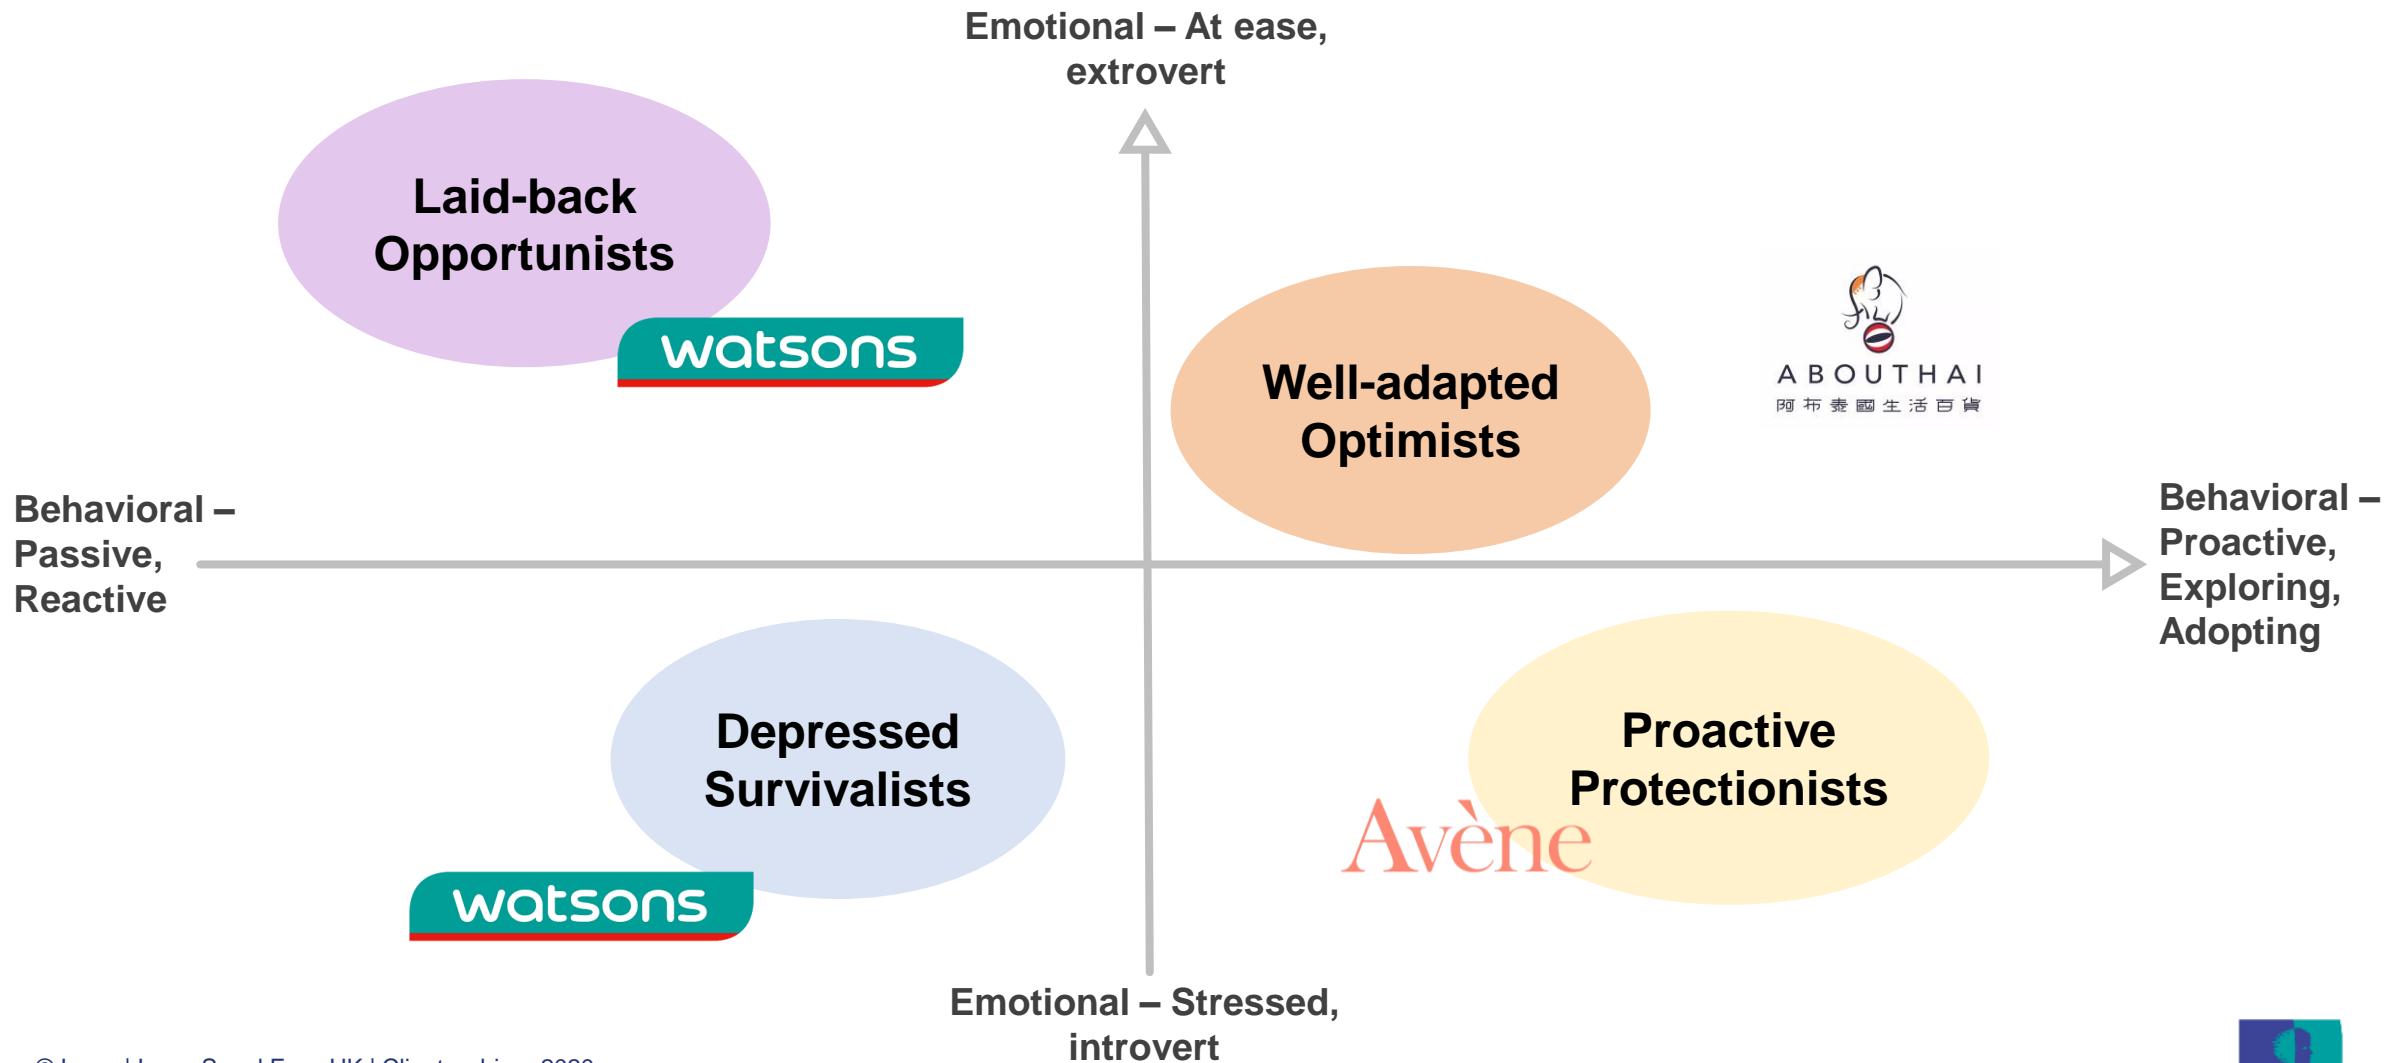 Emotional – At ease,
extrovert
Laid-back
Opportunists
watsons
Well-adapted
Optimists
ABOUTHAI
阿布泰國生活百貨
Behavioral –
Passive,
Reactive
Behavioral –
Proactive,
Exploring,
Adopting
Depressed
Survivalists
watsons
Proactive
Protectionists
Avène
Emotional – Stressed,
introvert